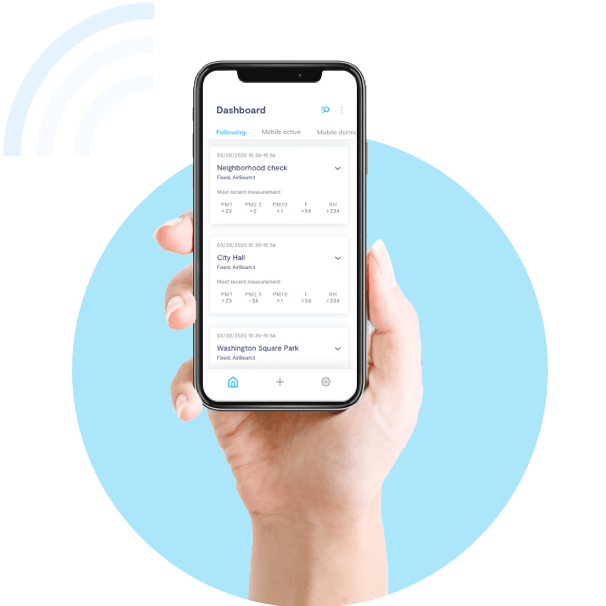 Dashboard
Following Mobile active Mobile dorma
03/20/2020 10:35-15:56
Neighborhood check
Fixed, AirBeam3
Most recent measurement:
PM1 PM2.5 PM10 F RH
23 2 1 54 234
03/20/2020 10:35-15:56
City Hall
Fixed, AirBeam3
Most recent measurement:
PM1 PM2.5 PM10 F RH
23 54 1 54 234
03/20/2020 10:35-15:56
Washington Square Park
Fixed, AirBeam3